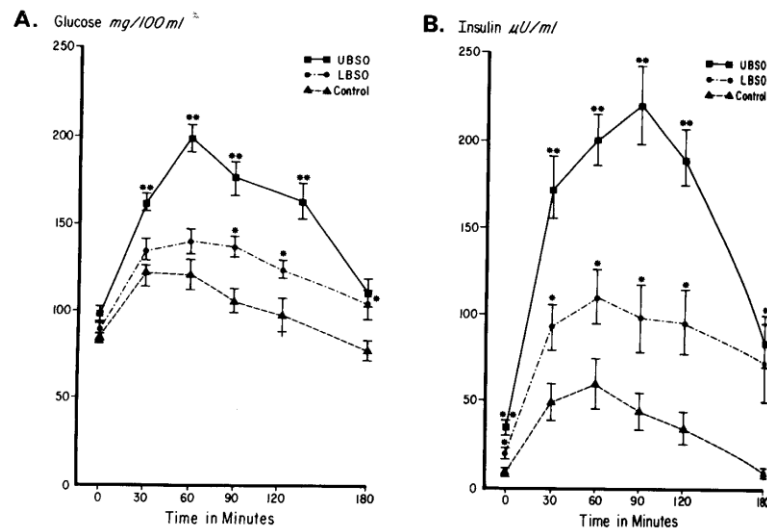 A. Glucose mg/100ml
250
200
150
100
50
0
UBSO
LBSO
Control
** ** ** **
* * *
0 30 60 90 120 180
Time in Minutes
B. Insulin μU/ml
250
200
150
100
50
0
UBSO
LBSO
Control
** ** ** ** **
* * * * * *
0 30 60 90 120 180
Time in Minutes